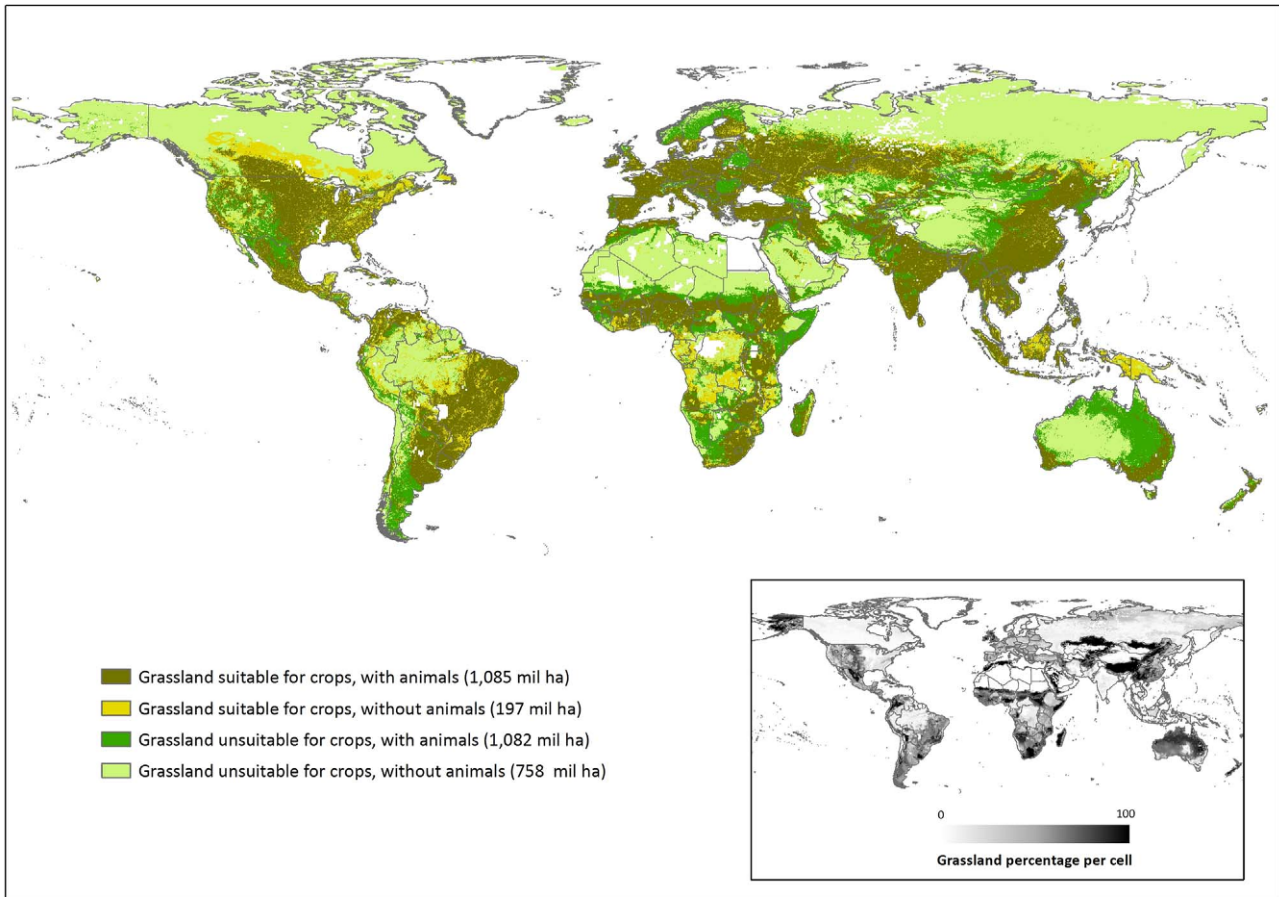 Grassland suitable for crops, with animals (1,085 mil ha)
Grassland suitable for crops, without animals (197 mil ha)
Grassland unsuitable for crops, with animals (1,082 mil ha)
Grassland unsuitable for crops, without animals (758 mil ha)
0 100
Grassland percentage per cell